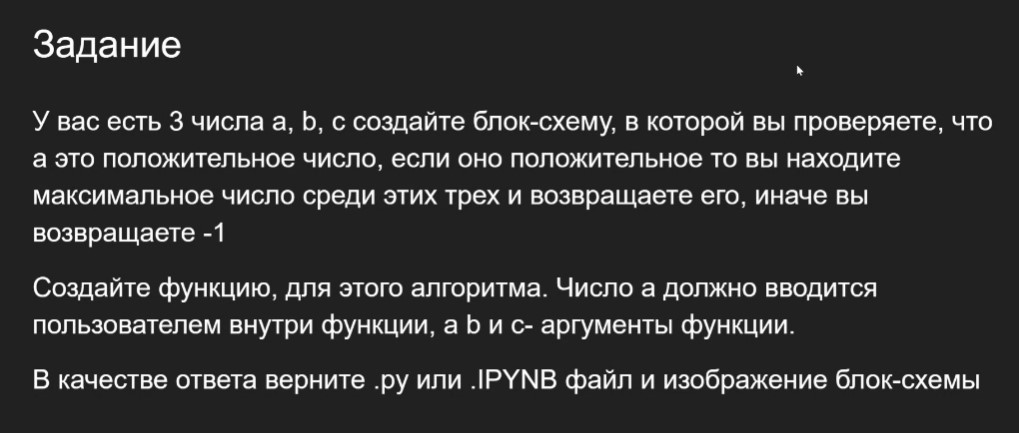 Задание
У вас есть 3 числа a, b, c создайте блок-схему, в которой вы проверяете, что
а это положительное число, если оно положительное то вы находите
максимальное число среди этих трех и возвращаете его, иначе вы
возвращаете -1
Создайте функцию, для этого алгоритма. Число а должно вводится
пользователем внутри функции, а b и c- аргументы функции.
В качестве ответа верните .py или .IPYNB файл и изображение блок-схемы